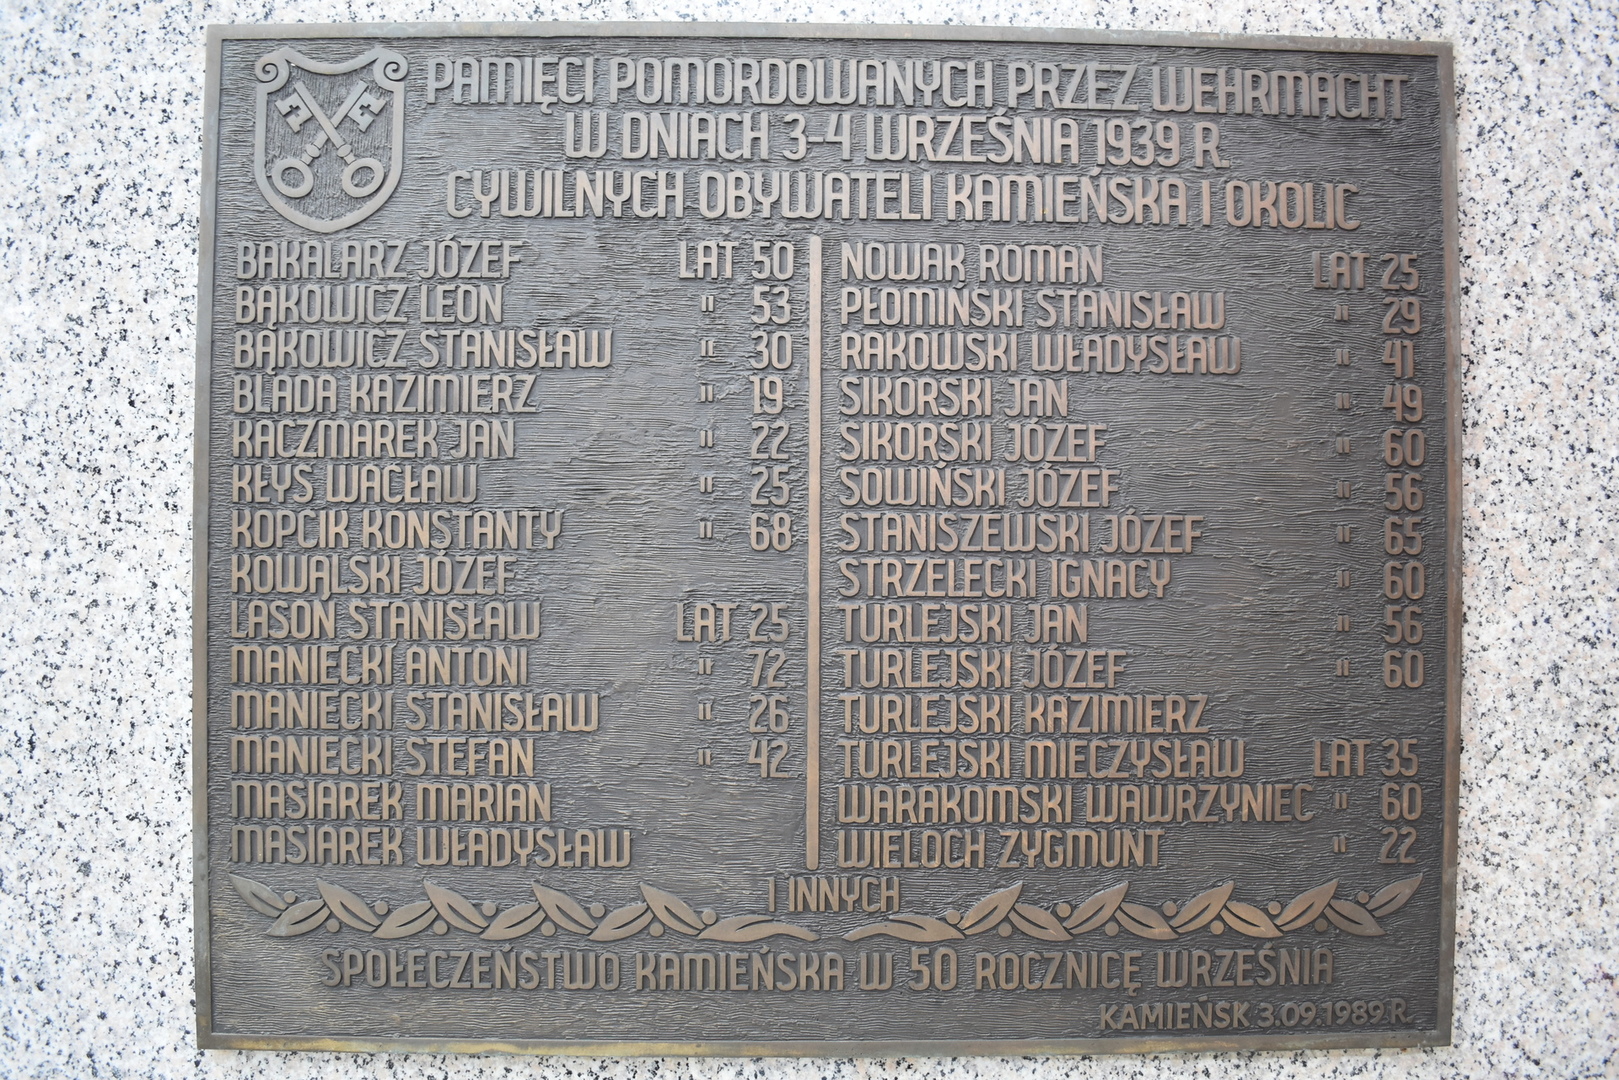 PAMIĘCI POMORDOWANYCH PRZEZ WEHRMACHT
W DNIACH 3-4 WRZEŚNIA 1939 R.
CYWILNYCH OBYWATELI KAMIEŃSKA I OKOLIC
BAKALARZ JÓZEF LAT 50
BĄKOWICZ LEON " 53
BĄKOWICZ STANISŁAW " 30
BLADA KAZIMIERZ " 19
KACZMAREK JAN " 22
KŁYS WACŁAW " 25
KOPCIK KONSTANTY " 68
KOWALSKI JÓZEF
LASOŃ STANISŁAW LAT 25
MANIECKI ANTONI " 72
MANIECKI STANISŁAW " 26
MANIECKI STEFAN " 42
MASIAREK MARIAN
MASIAREK WŁADYSŁAW
NOWAK ROMAN LAT 25
PŁOMIŃSKI STANISŁAW " 29
RAKOWSKI WŁADYSŁAW " 41
SIKORSKI JAN " 49
SIKORSKI JÓZEF " 60
SOWIŃSKI JÓZEF " 56
STANISZEWSKI JÓZEF " 65
STRZELECKI IGNACY " 60
TURLEJSKI JAN " 56
TURLEJSKI JÓZEF " 60
TURLEJSKI KAZIMIERZ
TURLEJSKI MIECZYSŁAW LAT 35
WARAKOMSKI WAWRZYNIEC " 60
WIELOCH ZYGMUNT " 22
I INNYCH
SPOŁECZEŃSTWO KAMIEŃSKA W 50 ROCZNICĘ WRZEŚNIA
KAMIEŃSK 3.09.1989.R.